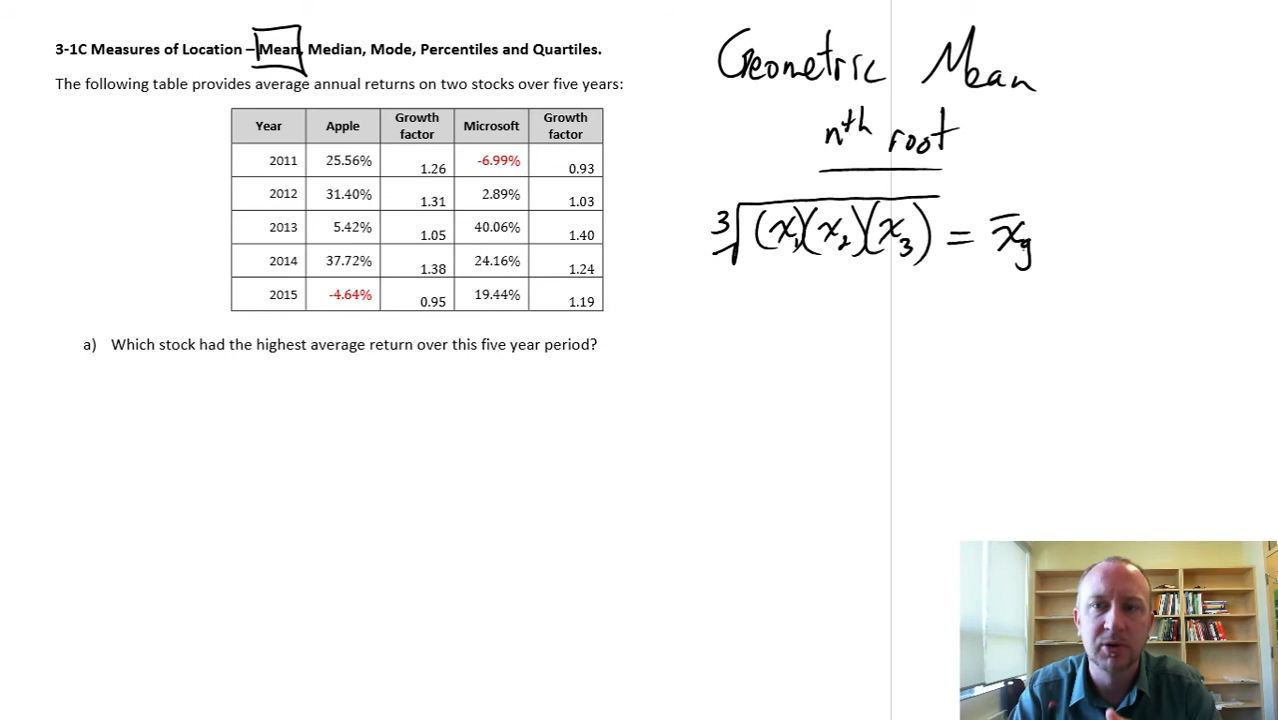 3-1C Measures of Location – Mean, Median, Mode, Percentiles and Quartiles.
The following table provides average annual returns on two stocks over five years:
Year Apple Growth factor Microsoft Growth factor
2011 25.56% 1.26 -6.99% 0.93
2012 31.40% 1.31 2.89% 1.03
2013 5.42% 1.05 40.06% 1.40
2014 37.72% 1.38 24.16% 1.24
2015 -4.64% 0.95 19.44% 1.19
a) Which stock had the highest average return over this five year period?
Geometric Mean
nth root
3√(x1)(x2)(x3) = x̄g